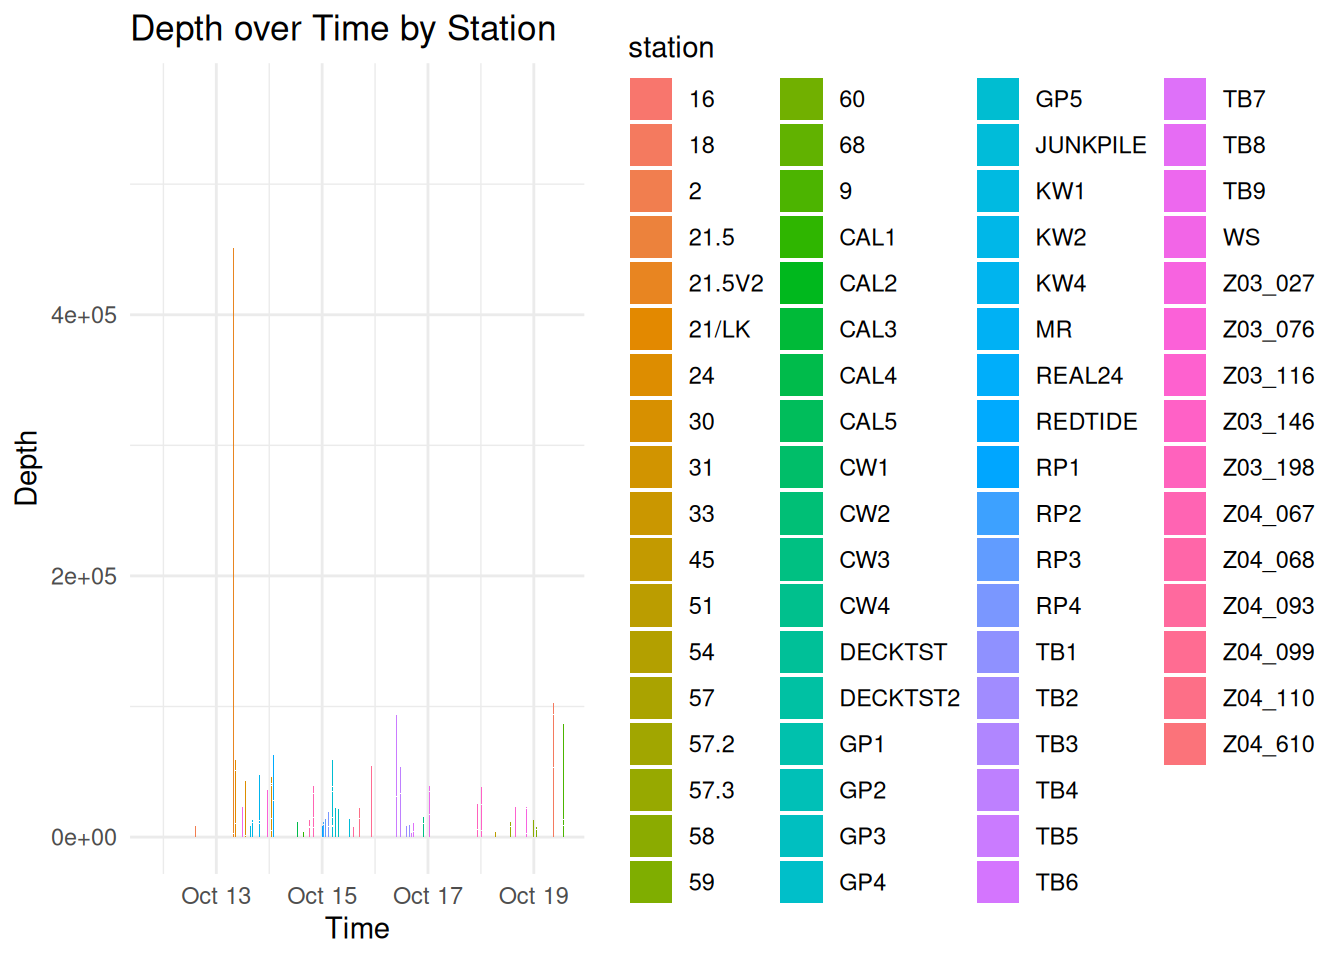 Depth over Time by Station
Depth
4e+05
2e+05
0e+00
Oct 13
Oct 15
Oct 17
Oct 19
Time
station
16
18
2
21.5
21.5V2
21/LK
24
30
31
33
45
51
54
57
57.2
57.3
58
59
60
68
9
CAL1
CAL2
CAL3
CAL4
CAL5
CW1
CW2
CW3
CW4
DECKTST
DECKTST2
GP1
GP2
GP3
GP4
GP5
JUNKPILE
KW1
KW2
KW4
MR
REAL24
REDTIDE
RP1
RP2
RP3
RP4
TB1
TB2
TB3
TB4
TB5
TB6
TB7
TB8
TB9
WS
Z03_027
Z03_076
Z03_116
Z03_146
Z03_198
Z04_067
Z04_068
Z04_093
Z04_099
Z04_110
Z04_610